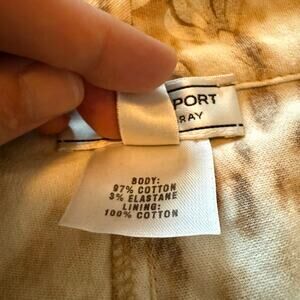 PORT
RAY
BODY:
97% COTTON
3% ELASTANE
LINING:
100% COTTON